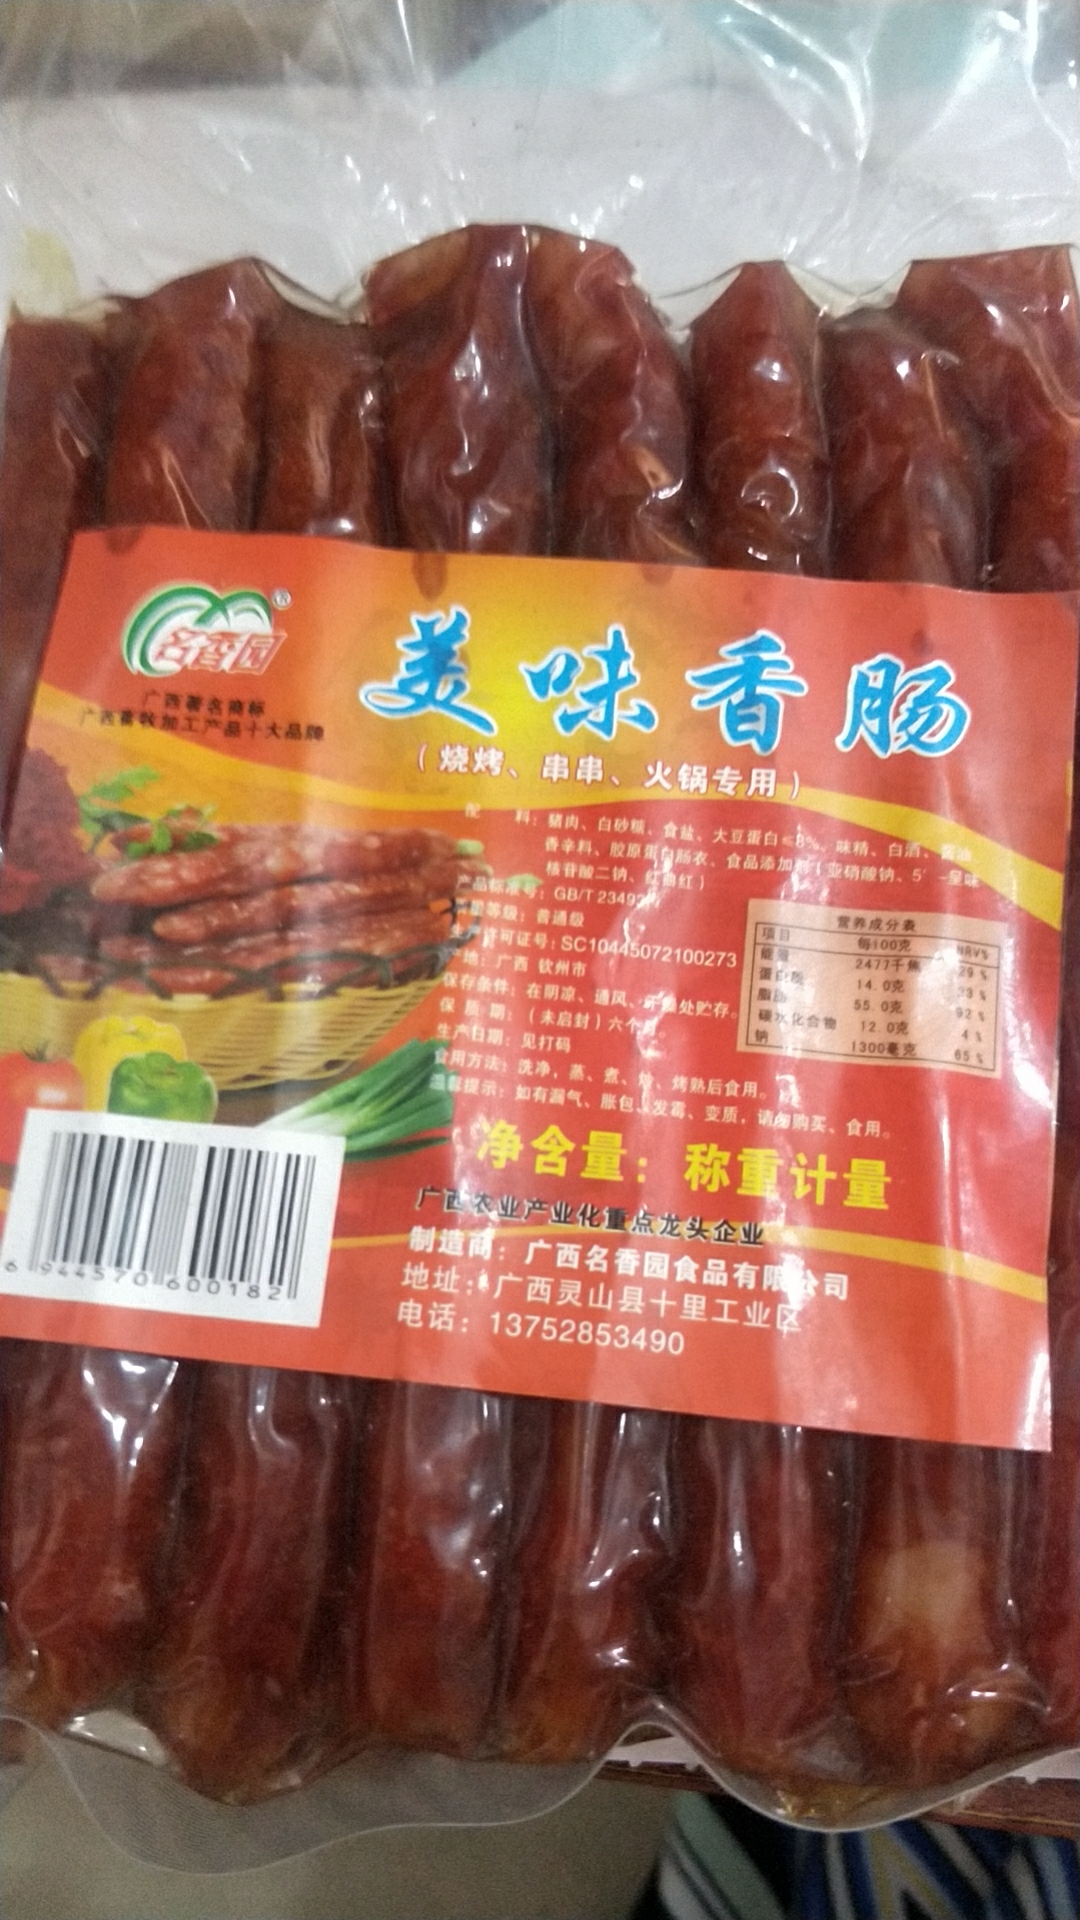 名香园®
广西著名商标
广西畜牧加工产品十大品牌
美味香肠
（烧烤、串串、火锅专用）
配 料：猪肉、白砂糖、食盐、大豆蛋白≤8%、味精、白酒、酱油、
香辛料、胶原蛋白肠衣、食品添加剂（亚硝酸钠、5′-呈味
核苷酸二钠、红曲红）
产品标准号：GB/T 23492
质量等级：普通级
生产许可证号：SC10445072100273
产地：广西 钦州市
保存条件：在阴凉、通风、干燥处贮存。
保 质 期：（未启封）六个月。
生产日期：见打码
食用方法：洗净，蒸、煮、炒、烤熟后食用。
温馨提示：如有漏气、胀包、发霉、变质，请勿购买、食用。
营养成分表
项目 每100克 NRV%
能量 2477千焦 29%
蛋白质 14.0克 23%
脂肪 55.0克 92%
碳水化合物 12.0克 4%
钠 1300毫克 65%
净含量：称重计量
广西农业产业化重点龙头企业
制造商：广西名香园食品有限公司
地址：广西灵山县十里工业区
电话：13752853490
6 944570 600182